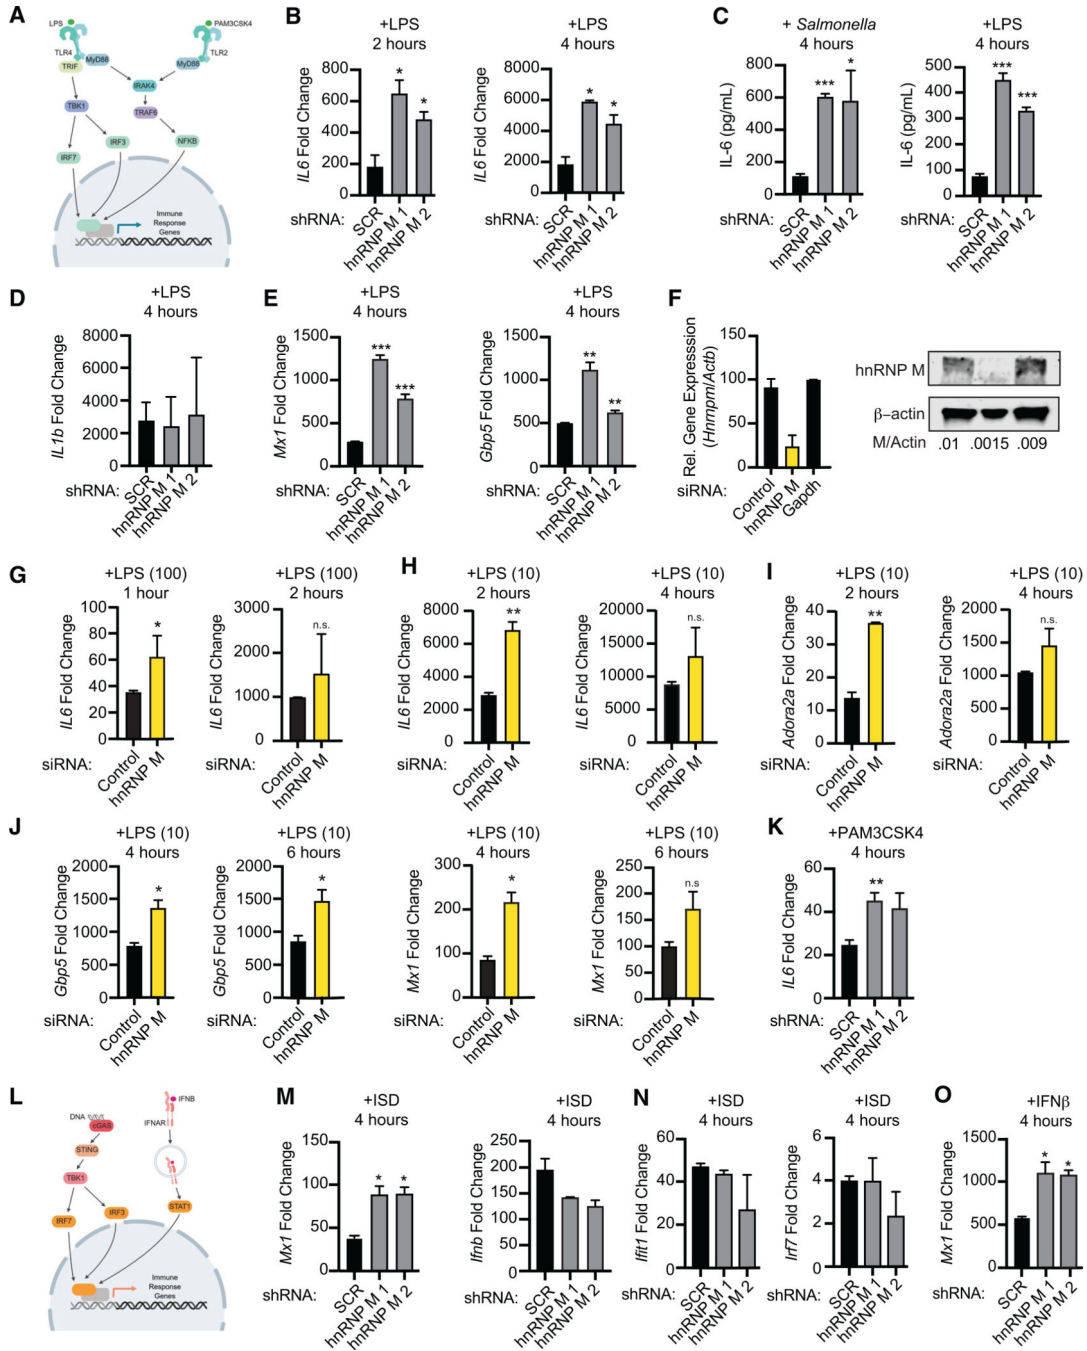 A
LPS
PAM3CSK4
TLR4
TLR2
TRIF
MyD88
MyD88
IRAK4
TBK1
TRAF6
IRF3
NFKB
IRF7
Immune
Response
Genes
B
+LPS
2 hours
IL6 Fold Change
800
600
400
200
0
shRNA:
SCR
hnRNP M 1
hnRNP M 2
*
*
+LPS
4 hours
IL6 Fold Change
8000
6000
4000
2000
0
SCR
hnRNP M 1
hnRNP M 2
*
*
C
+ Salmonella
4 hours
IL-6 (pg/mL)
1000
800
600
400
200
0
shRNA:
SCR
hnRNP M 1
hnRNP M 2
***
*
+LPS
4 hours
IL-6 (pg/mL)
500
400
300
200
100
0
SCR
hnRNP M 1
hnRNP M 2
***
***
D
+LPS
4 hours
IL1b Fold Change
8000
6000
4000
2000
0
shRNA:
SCR
hnRNP M 1
hnRNP M 2
E
+LPS
4 hours
Mx1 Fold Change
1500
1000
500
0
shRNA:
SCR
hnRNP M 1
hnRNP M 2
***
***
+LPS
4 hours
Gbp5 Fold Change
1500
1000
500
0
SCR
hnRNP M 1
hnRNP M 2
**
**
F
Rel. Gene Expresssion
(Hnrnpm/Actb)
150
100
50
0
siRNA:
Control
hnRNP M
Gapdh
hnRNP M
β−actin
M/Actin .01 .0015 .009
G
+LPS (100)
1 hour
IL6 Fold Change
100
80
60
40
20
0
siRNA:
Control
hnRNP M
*
+LPS (100)
2 hours
IL6 Fold Change
3000
2000
1000
0
siRNA:
Control
hnRNP M
n.s.
H
+LPS (10)
2 hours
IL6 Fold Change
8000
6000
4000
2000
0
siRNA:
Control
hnRNP M
**
+LPS (10)
4 hours
IL6 Fold Change
20000
15000
10000
5000
0
siRNA:
Control
hnRNP M
n.s.
I
+LPS (10)
2 hours
Adora2a Fold Change
40
30
20
10
0
siRNA:
Control
hnRNP M
**
+LPS (10)
4 hours
Adora2a Fold Change
2000
1500
1000
500
0
siRNA:
Control
hnRNP M
n.s.
J
+LPS (10)
4 hours
Gbp5 Fold Change
2000
1500
1000
500
0
siRNA:
Control
hnRNP M
*
+LPS (10)
6 hours
Gbp5 Fold Change
2000
1500
1000
500
0
siRNA:
Control
hnRNP M
*
+LPS (10)
4 hours
Mx1 Fold Change
300
200
100
0
siRNA:
Control
hnRNP M
*
+LPS (10)
6 hours
Mx1 Fold Change
250
200
150
100
50
0
siRNA:
Control
hnRNP M
n.s
K
+PAM3CSK4
4 hours
IL6 Fold Change
60
40
20
0
shRNA:
SCR
hnRNP M 1
hnRNP M 2
**
L
DNA
cGAS
IFNB
IFNAR
STING
TBK1
STAT1
IRF7
IRF3
Immune
Response
Genes
M
+ISD
4 hours
Mx1 Fold Change
150
100
50
0
shRNA:
SCR
hnRNP M 1
hnRNP M 2
*
*
+ISD
4 hours
Ifnb Fold Change
250
200
150
100
50
0
shRNA:
SCR
hnRNP M 1
hnRNP M 2
N
+ISD
4 hours
Ifit1 Fold Change
60
40
20
0
shRNA:
SCR
hnRNP M 1
hnRNP M 2
+ISD
4 hours
Irf7 Fold Change
6
4
2
0
shRNA:
SCR
hnRNP M 1
hnRNP M 2
O
+IFNβ
4 hours
Mx1 Fold Change
1500
1000
500
0
shRNA:
SCR
hnRNP M 1
hnRNP M 2
*
*